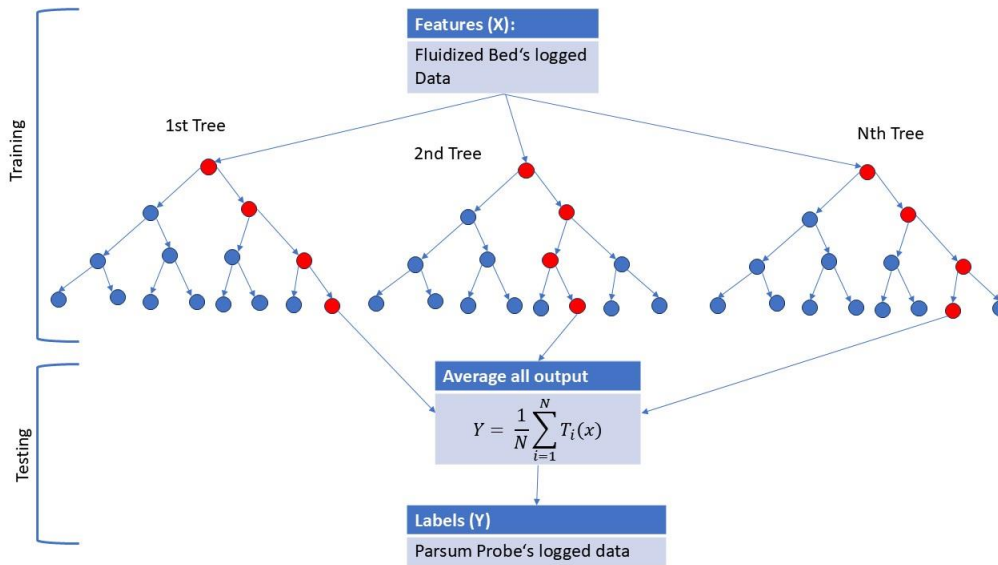 Features (X):
Fluidized Bed‘s logged
Data
1st Tree
2nd Tree
Nth Tree
Training
Average all output
Y = 1/N ∑_{i=1}^{N} T_i(x)
Testing
Labels (Y)
Parsum Probe‘s logged data